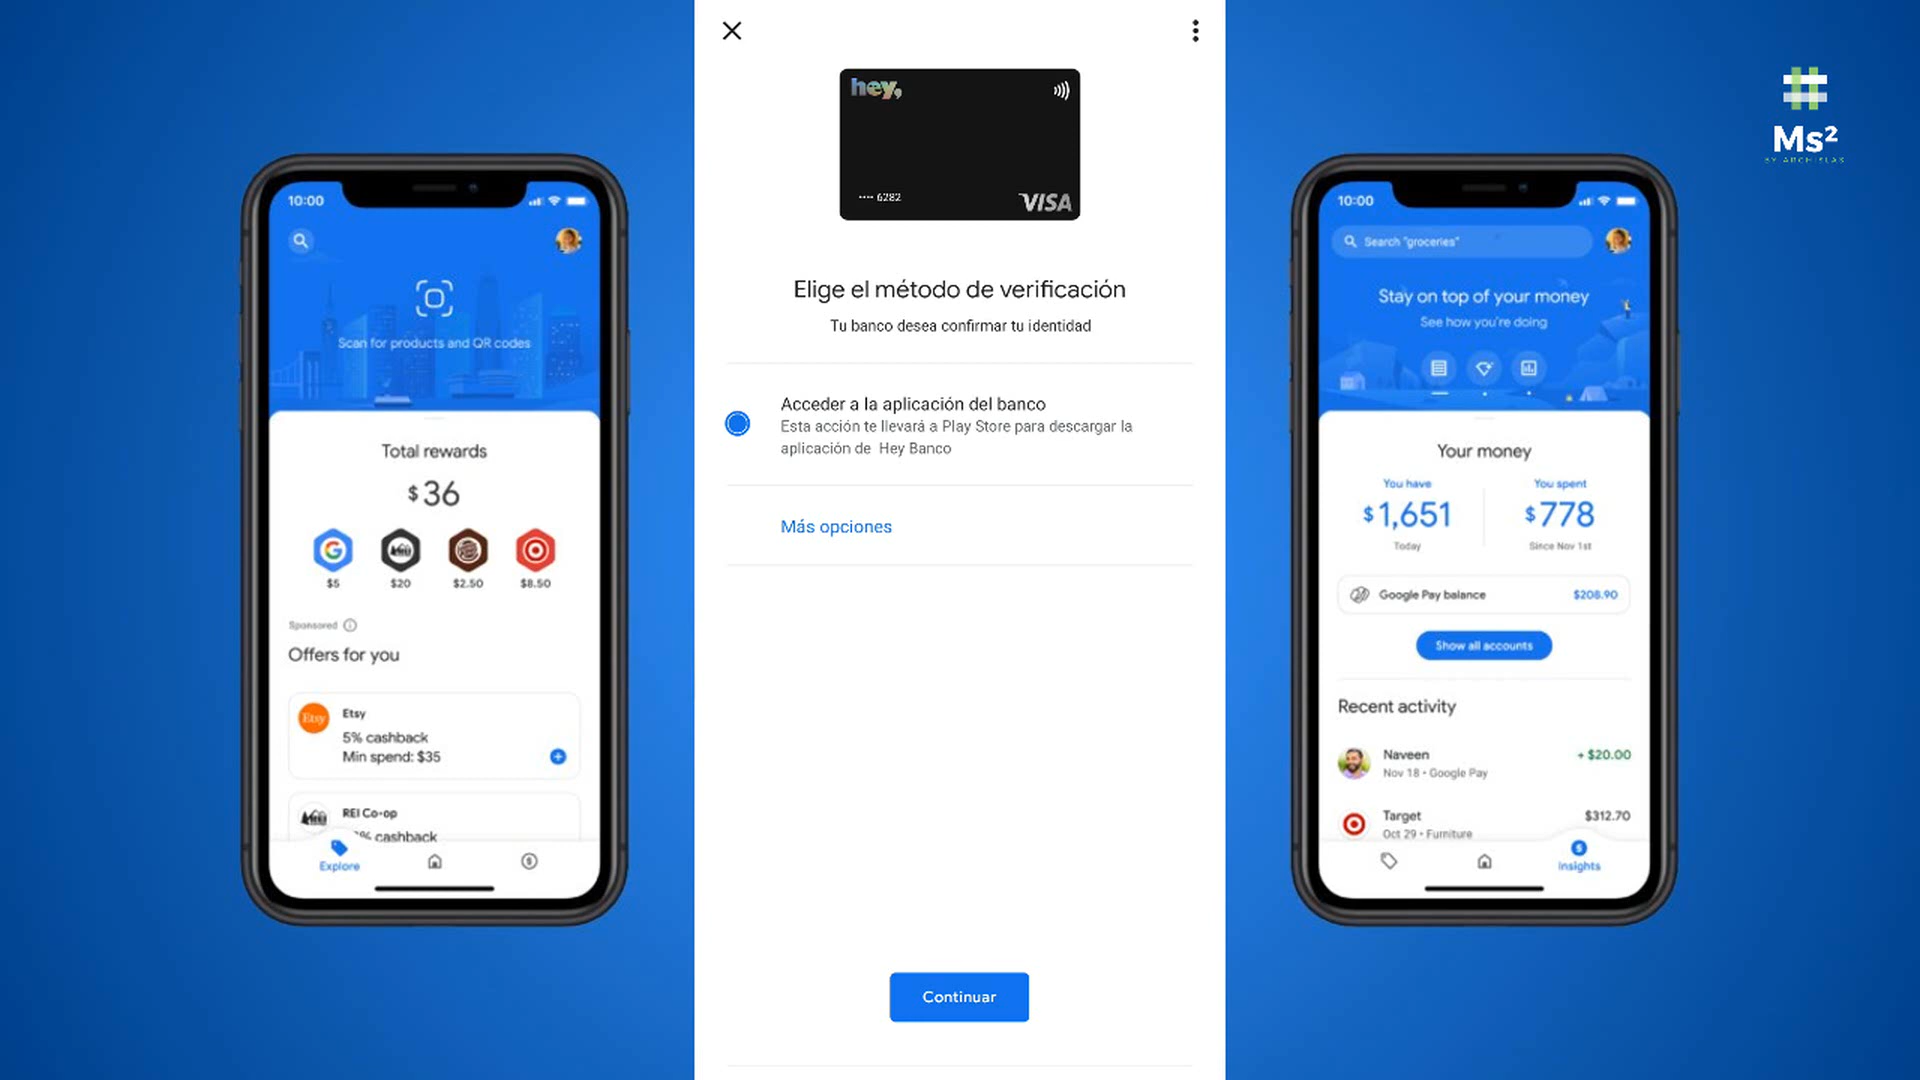 10:00
Scan for products and QR codes
Total rewards
$36
$5
$20
$2.50
$8.50
Sponsored
Offers for you
Etsy
Etsy
5% cashback
Min spend: $35
REI Co-op
% cashback
Explore
hey,
•••• 6282
VISA
Elige el método de verificación
Tu banco desea confirmar tu identidad
Acceder a la aplicación del banco
Esta acción te llevará a Play Store para descargar la
aplicación de Hey Banco
Más opciones
Continuar
10:00
Search "groceries"
Stay on top of your money
See how you're doing
Your money
You have
$1,651
Today
You spent
$778
Since Nov 1st
Google Pay balance
$208.90
Show all accounts
Recent activity
Naveen
+ $20.00
Nov 18 • Google Pay
Target
$312.70
Oct 29 • Furniture
Insights
Ms²
BY ARCHISLAS